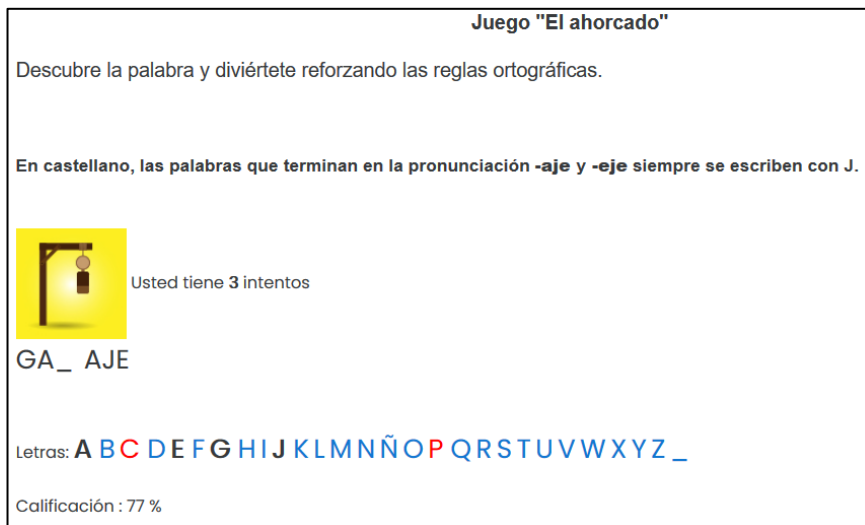 Juego "El ahorcado"
Descubre la palabra y diviértete reforzando las reglas ortográficas.
En castellano, las palabras que terminan en la pronunciación -aje y -eje siempre se escriben con J.
Usted tiene 3 intentos
GA_ AJE
Letras: A B C D E F G H I J K L M N Ñ O P Q R S T U V W X Y Z _
Calificación : 77 %